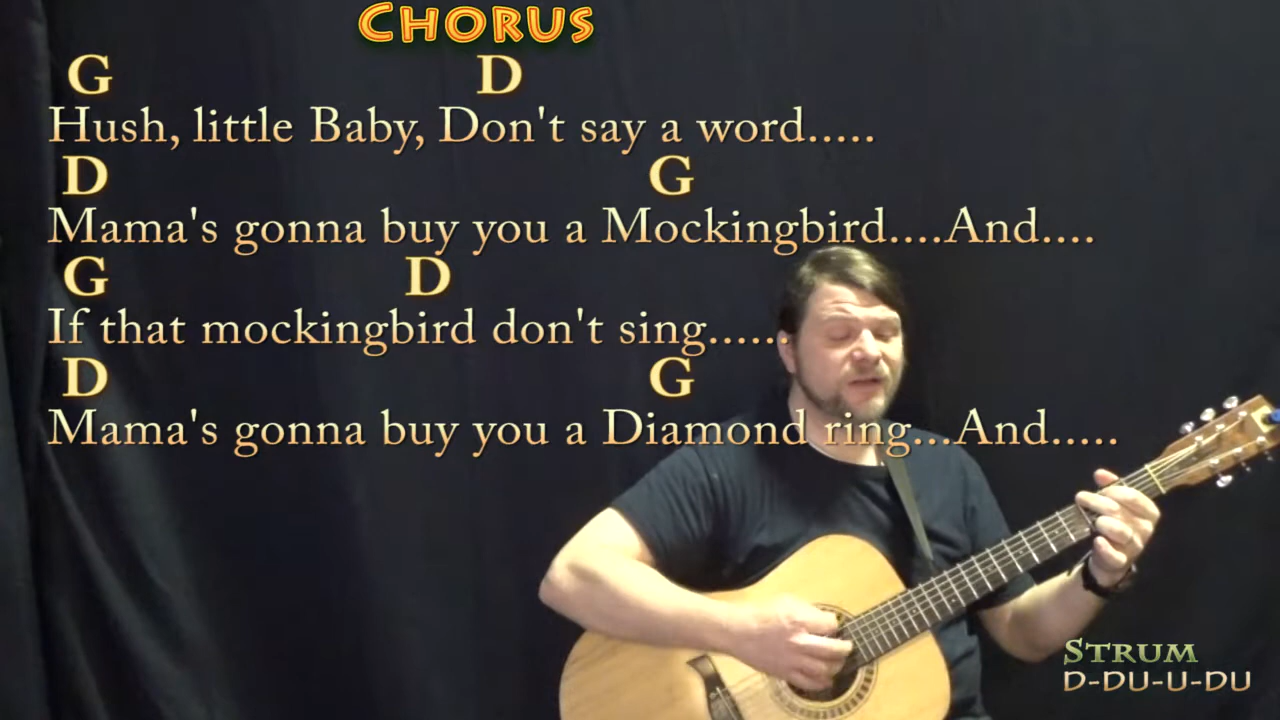 CHORUS
G D
Hush, little Baby, Don't say a word.....
D G
Mama's gonna buy you a Mockingbird....And....
G D
If that mockingbird don't sing......
D G
Mama's gonna buy you a Diamond ring...And.....
STRUM
D-DU-U-DU